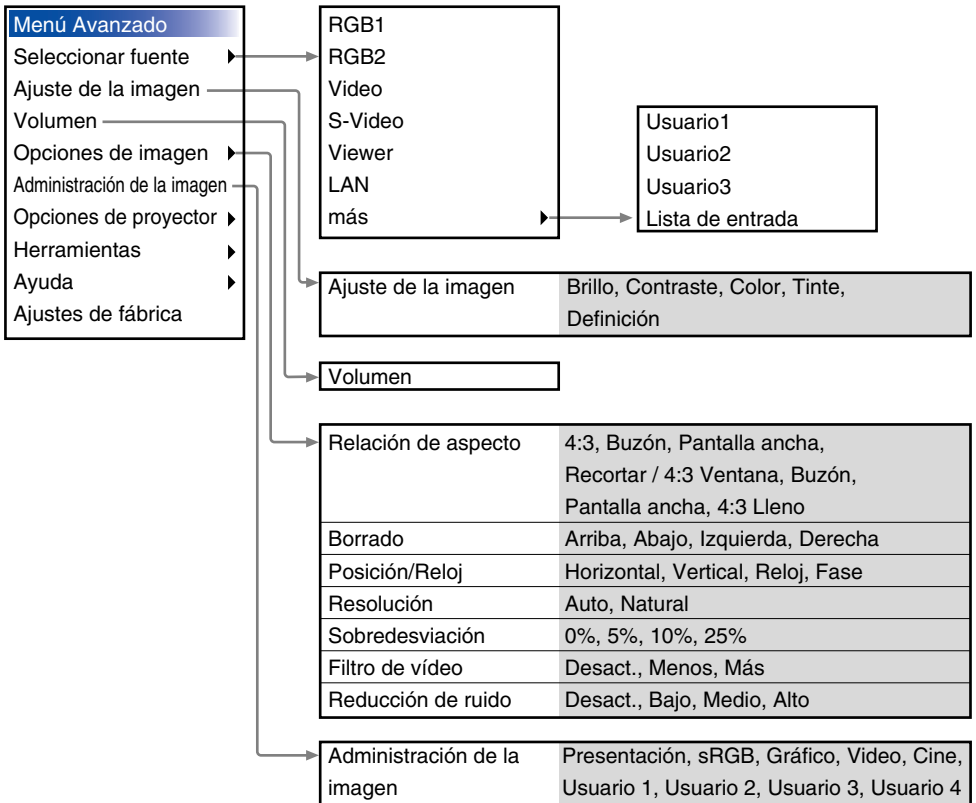 Menú Avanzado
Seleccionar fuente
Ajuste de la imagen
Volumen
Opciones de imagen
Administración de la imagen
Opciones de proyector
Herramientas
Ayuda
Ajustes de fábrica
RGB1
RGB2
Video
S-Video
Viewer
LAN
más
Usuario1
Usuario2
Usuario3
Lista de entrada
Ajuste de la imagen
Brillo, Contraste, Color, Tinte,
Definición
Volumen
Relación de aspecto
4:3, Buzón, Pantalla ancha,
Recortar / 4:3 Ventana, Buzón,
Pantalla ancha, 4:3 Lleno
Borrado
Arriba, Abajo, Izquierda, Derecha
Posición/Reloj
Horizontal, Vertical, Reloj, Fase
Resolución
Auto, Natural
Sobredesviación
0%, 5%, 10%, 25%
Filtro de vídeo
Desact., Menos, Más
Reducción de ruido
Desact., Bajo, Medio, Alto
Administración de la
imagen
Presentación, sRGB, Gráfico, Video, Cine,
Usuario 1, Usuario 2, Usuario 3, Usuario 4